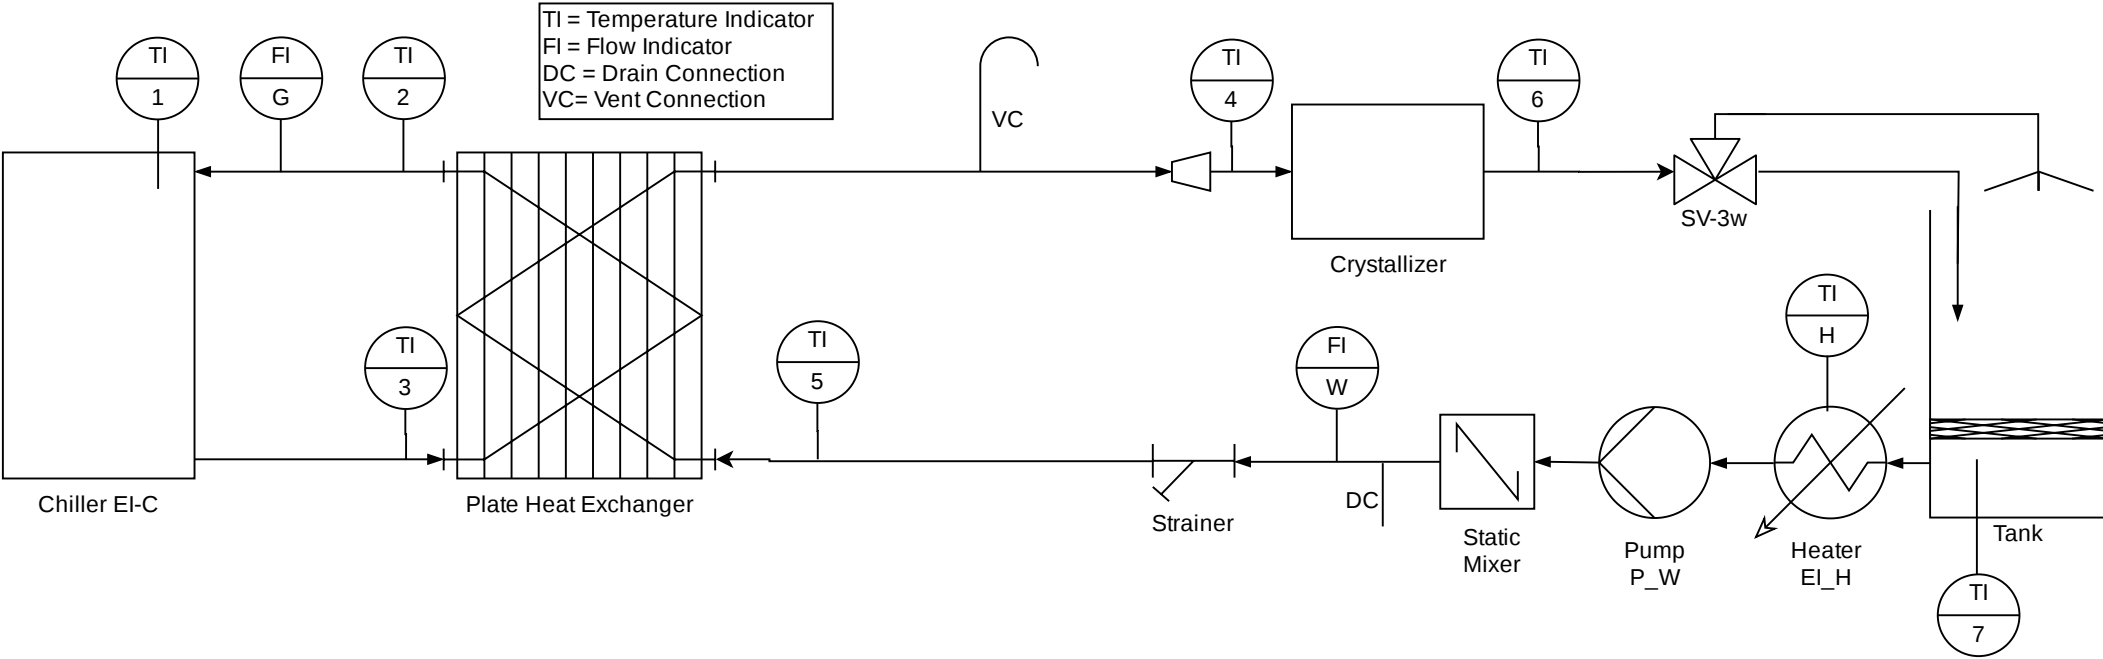 TI = Temperature Indicator
FI = Flow Indicator
DC = Drain Connection
VC= Vent Connection
TI
1
FI
G
TI
2
VC
TI
4
TI
6
SV-3w
Crystallizer
TI
H
TI
3
TI
5
FI
W
DC
Chiller EI-C
Plate Heat Exchanger
Strainer
Static
Mixer
Pump
P_W
Heater
EI_H
Tank
TI
7